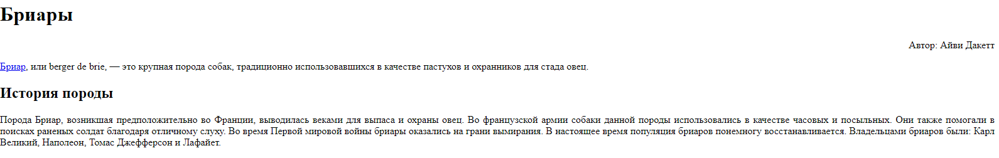 Бриары
Автор: Айви Дакетт
Бриар, или berger de brie, — это крупная порода собак, традиционно использовавшихся в качестве пастухов и охранников для стада овец.
История породы
Порода Бриар, возникшая предположительно во Франции, выводилась веками для выпаса и охраны овец. Во французской армии собаки данной породы использовались в качестве часовых и посыльных. Они также помогали в
поисках раненых солдат благодаря отличному слуху. Во время Первой мировой войны бриары оказались на грани вымирания. В настоящее время популяция бриаров понемногу восстанавливается. Владельцами бриаров были: Карл
Великий, Наполеон, Томас Джефферсон и Лафайет.